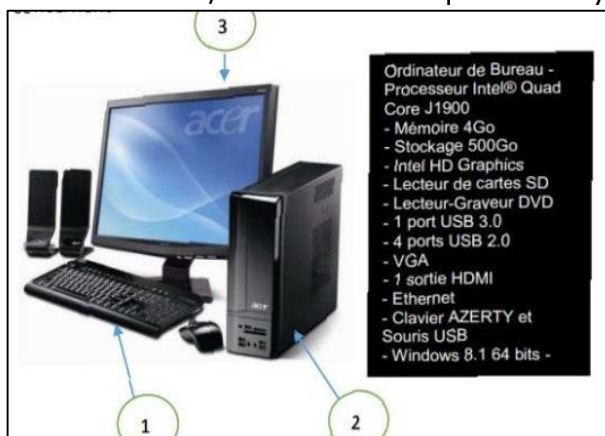 3
acer
Ordinateur de Bureau -
Processeur Intel® Quad
Core J1900
- Mémoire 4Go
- Stockage 500Go
- Intel HD Graphics
- Lecteur de cartes SD
- Lecteur-Graveur DVD
- 1 port USB 3.0
- 4 ports USB 2.0
- VGA
- 1 sortie HDMI
- Ethernet
- Clavier AZERTY et
Souris USB
- Windows 8.1 64 bits -
acer
1
2